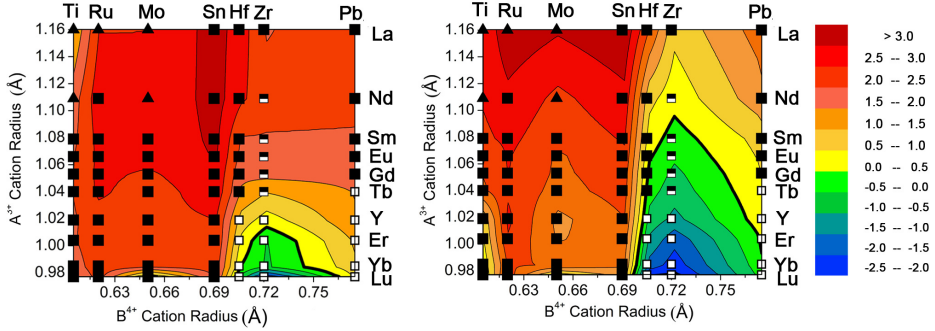 Ti Ru Mo Sn Hf Zr Pb
1.16
1.14
1.12
1.10
1.08
1.06
1.04
1.02
1.00
0.98
A3+ Cation Radius (Å)
La
Nd
Sm
Eu
Gd
Tb
Y
Er
Yb
Lu
0.63 0.66 0.69 0.72 0.75
B4+ Cation Radius (Å)
Ti Ru Mo Sn Hf Zr Pb
1.16
1.14
1.12
1.10
1.08
1.06
1.04
1.02
1.00
0.98
A3+ Cation Radius (Å)
La
Nd
Sm
Eu
Gd
Tb
Y
Er
Yb
Lu
0.63 0.66 0.69 0.72 0.75
B4+ Cation Radius (Å)
> 3.0
2.5 -- 3.0
2.0 -- 2.5
1.5 -- 2.0
1.0 -- 1.5
0.5 -- 1.0
0.0 -- 0.5
-0.5 -- 0.0
-1.0 -- -0.5
-1.5 -- -1.0
-2.0 -- -1.5
-2.5 -- -2.0